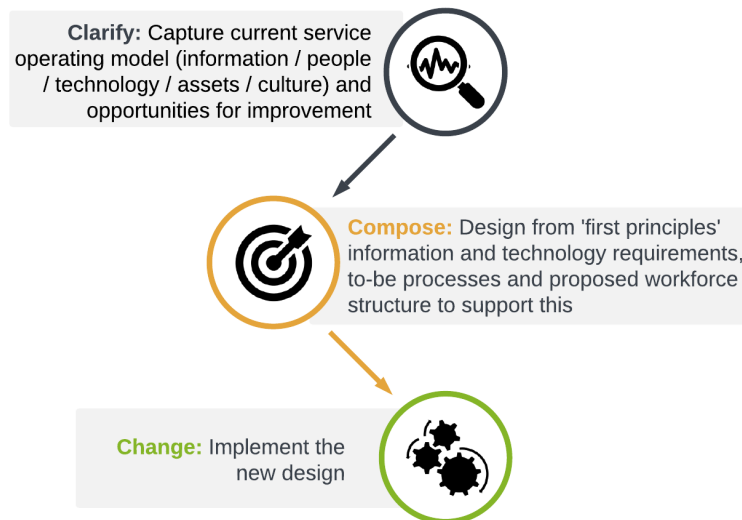 Clarify: Capture current service
operating model (information / people
/ technology / assets / culture) and
opportunities for improvement
Compose: Design from 'first principles'
information and technology requirements,
to-be processes and proposed workforce
structure to support this
Change: Implement the
new design